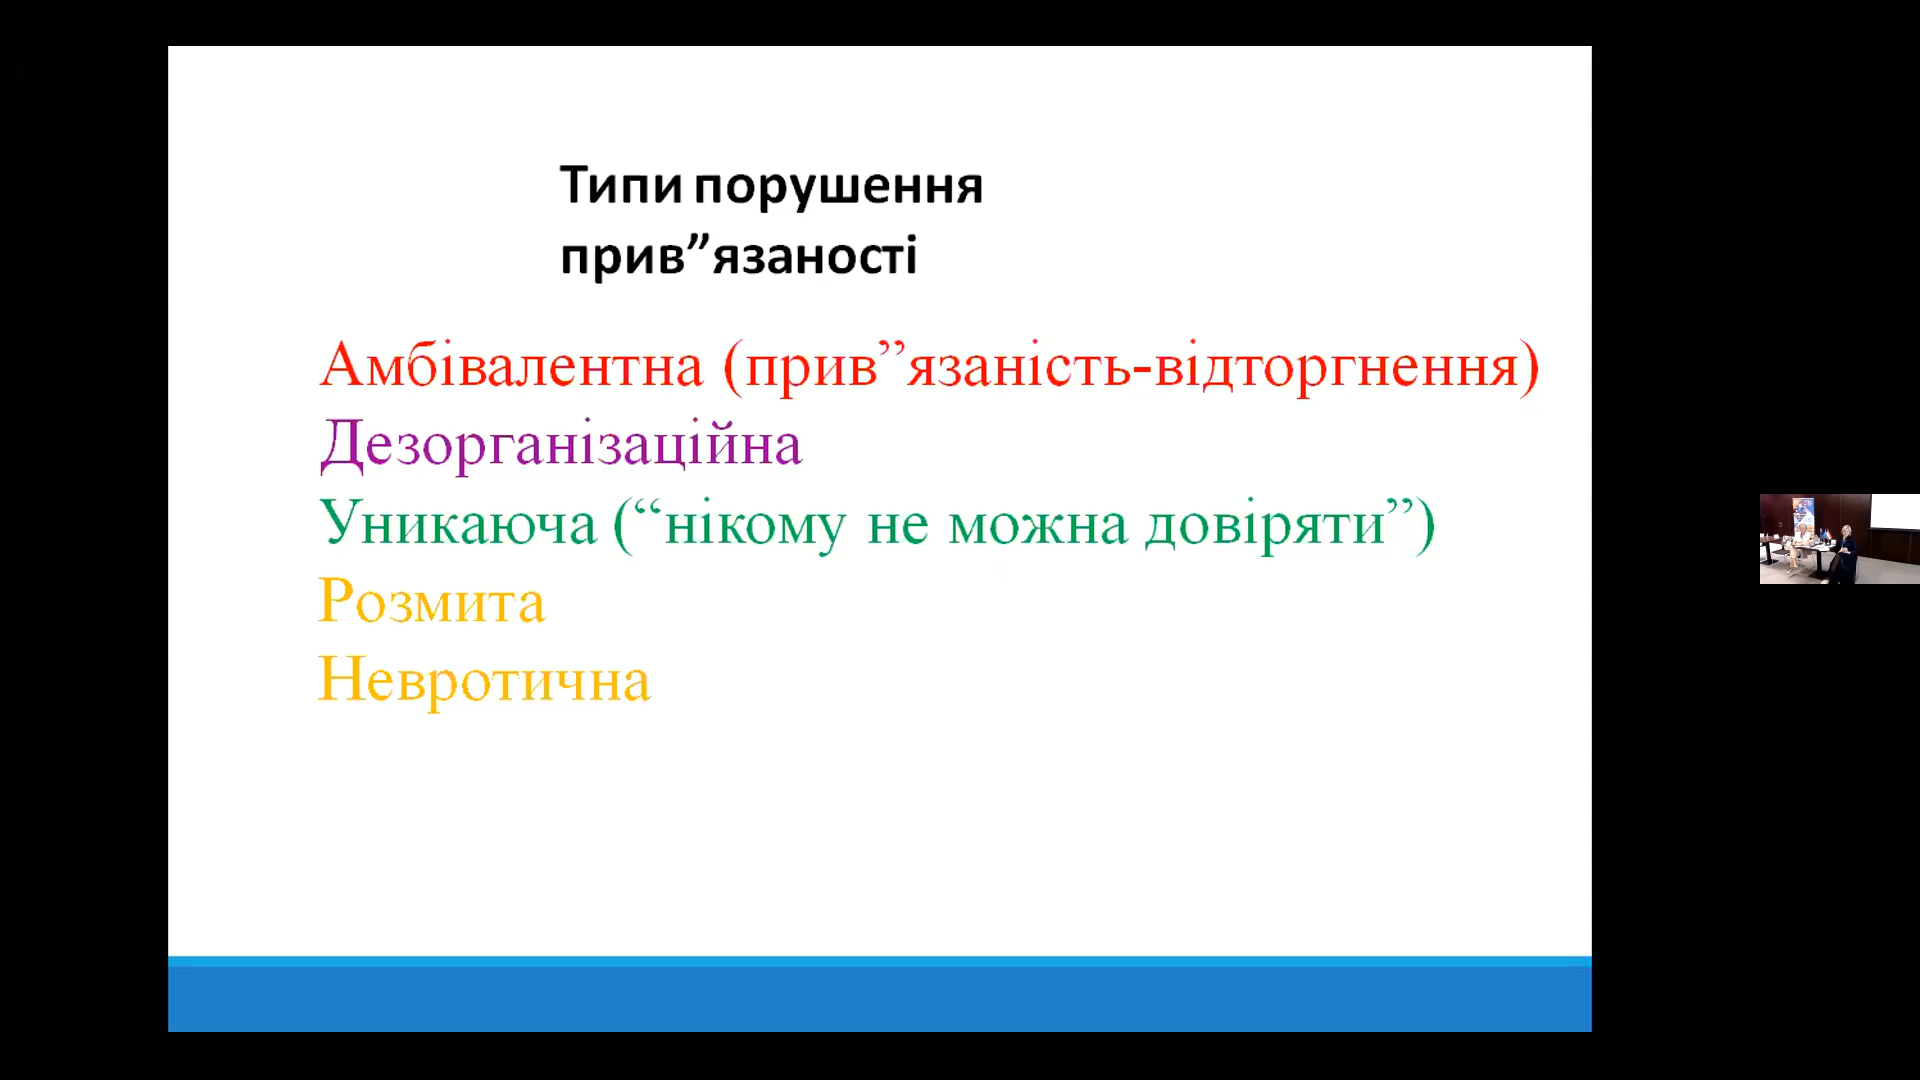 Типи порушення
прив”язаності
Амбівалентна (прив”язаність-відторгнення)
Дезорганізаційна
Уникаюча (“нікому не можна довіряти”)
Розмита
Невротична